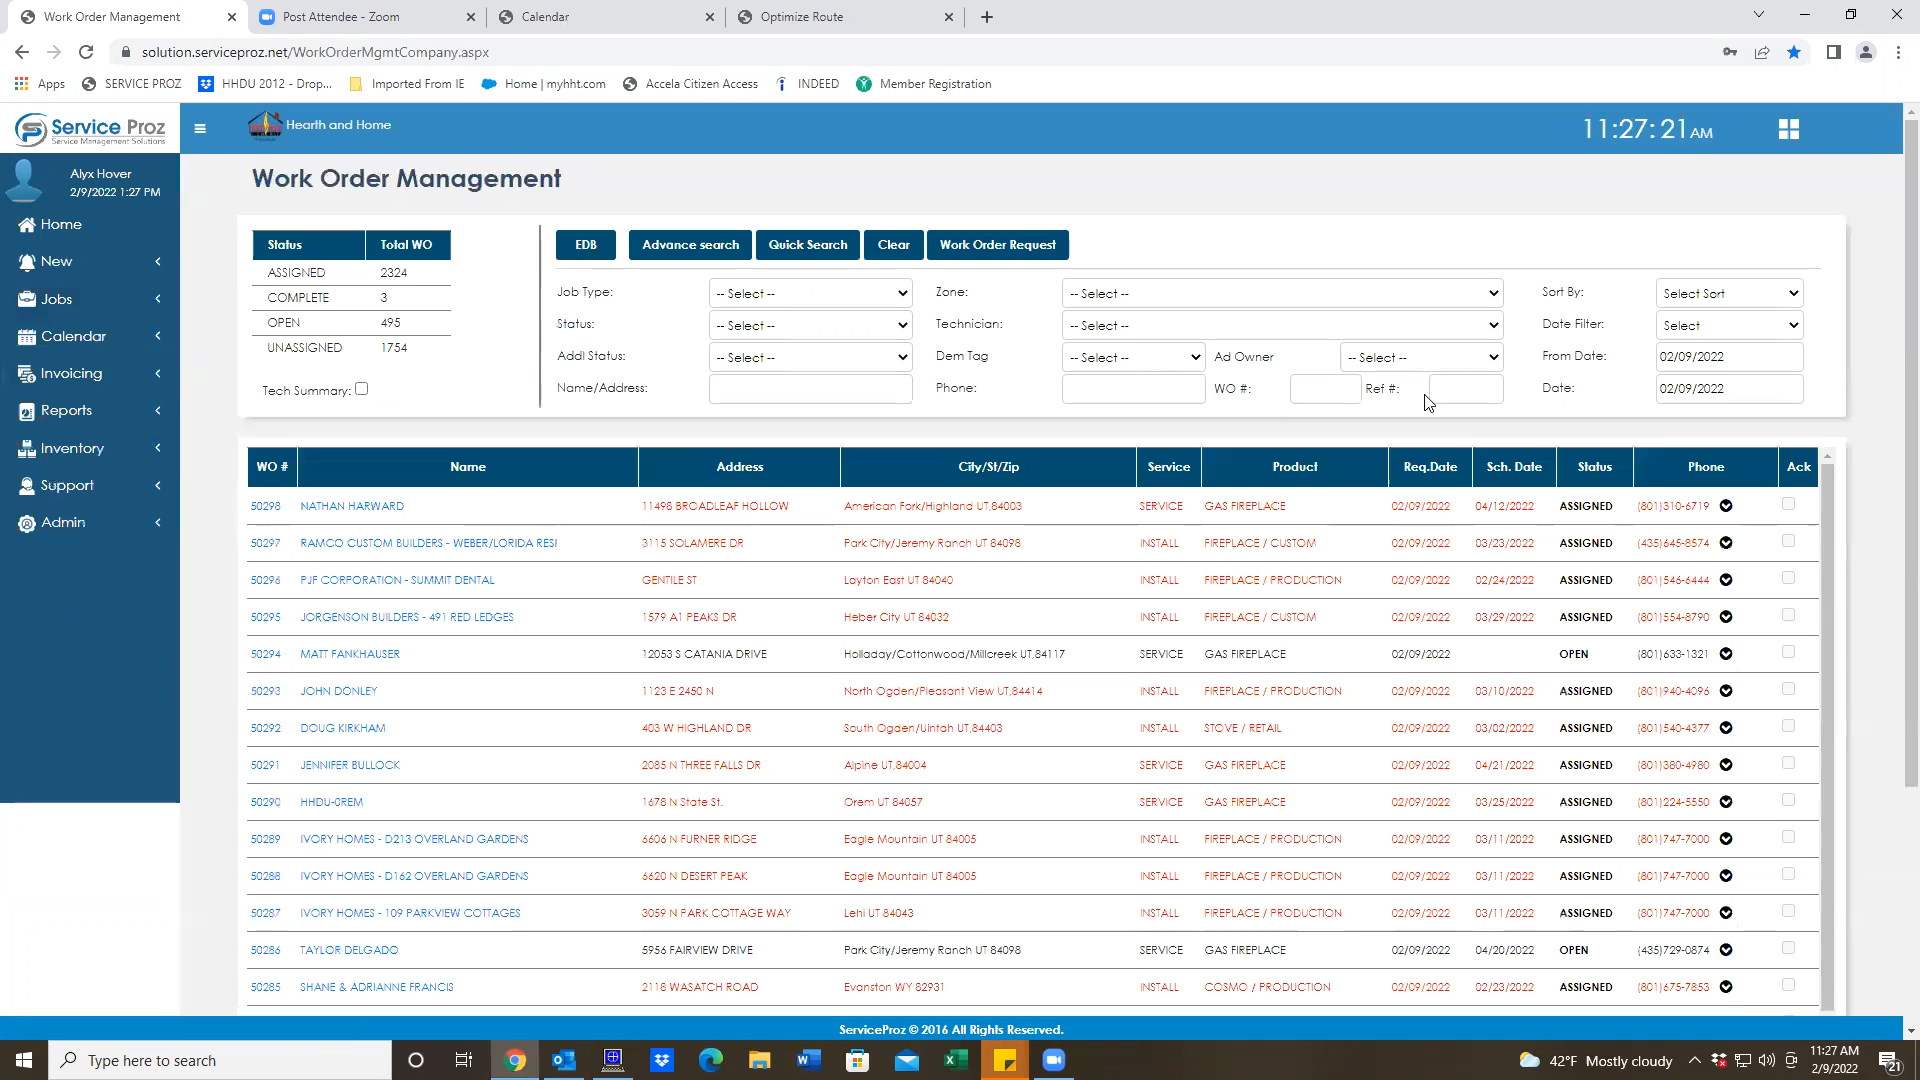 Work Order Management
Post Attendee - Zoom
Calendar
Optimize Route
solution.serviceproz.net/WorkOrderMgmtCompany.aspx
Apps
SERVICE PROZ
HHDU 2012 - Drop...
Imported From IE
Home | myhht.com
Accela Citizen Access
INDEED
Member Registration
Service Proz
Service Management Solutions
Hearth and Home
11:27:21AM
Alyx Hover
2/9/2022 1:27 PM
Home
New
Jobs
Calendar
Invoicing
Reports
Inventory
Support
Admin
Work Order Management
Status Total WO
ASSIGNED 2324
COMPLETE 3
OPEN 495
UNASSIGNED 1754
Tech Summary:
EDB Advance search Quick Search Clear Work Order Request
Job Type: -- Select -- Zone: -- Select -- Sort By: Select Sort
Status: -- Select -- Technician: -- Select -- Date Filter: Select
Addl Status: -- Select -- Dem Tag -- Select -- Ad Owner -- Select -- From Date: 02/09/2022
Name/Address: Phone: WO #: Ref #: Date: 02/09/2022
WO # Name Address City/St/Zip Service Product Req.Date Sch. Date Status Phone Ack
50298 NATHAN HARWARD 11498 BROADLEAF HOLLOW American Fork/Highland UT,84003 SERVICE GAS FIREPLACE 02/09/2022 04/12/2022 ASSIGNED (801)310-6719
50297 RAMCO CUSTOM BUILDERS - WEBER/LORIDA RESI 3115 SOLAMERE DR Park City/Jeremy Ranch UT 84098 INSTALL FIREPLACE / CUSTOM 02/09/2022 03/23/2022 ASSIGNED (435)645-8574
50296 PJF CORPORATION - SUMMIT DENTAL GENTILE ST Layton East UT 84040 INSTALL FIREPLACE / PRODUCTION 02/09/2022 02/24/2022 ASSIGNED (801)546-6444
50295 JORGENSON BUILDERS - 491 RED LEDGES 1579 A1 PEAKS DR Heber City UT 84032 INSTALL FIREPLACE / CUSTOM 02/09/2022 03/29/2022 ASSIGNED (801)554-8790
50294 MATT FANKHAUSER 12053 S CATANIA DRIVE Holladay/Cottonwood/Millcreek UT,84117 SERVICE GAS FIREPLACE 02/09/2022 OPEN (801)633-1321
50293 JOHN DONLEY 1123 E 2450 N North Ogden/Pleasant View UT,84414 INSTALL FIREPLACE / PRODUCTION 02/09/2022 03/10/2022 ASSIGNED (801)940-4096
50292 DOUG KIRKHAM 403 W HIGHLAND DR South Ogden/Uintah UT,84403 INSTALL STOVE / RETAIL 02/09/2022 03/02/2022 ASSIGNED (801)540-4377
50291 JENNIFER BULLOCK 2085 N THREE FALLS DR Alpine UT,84004 SERVICE GAS FIREPLACE 02/09/2022 04/21/2022 ASSIGNED (801)380-4980
50290 HHDU-0REM 1678 N State St. Orem UT 84057 SERVICE GAS FIREPLACE 02/09/2022 03/25/2022 ASSIGNED (801)224-5550
50289 IVORY HOMES - D213 OVERLAND GARDENS 6606 N FURNER RIDGE Eagle Mountain UT 84005 INSTALL FIREPLACE / PRODUCTION 02/09/2022 03/11/2022 ASSIGNED (801)747-7000
50288 IVORY HOMES - D162 OVERLAND GARDENS 6620 N DESERT PEAK Eagle Mountain UT 84005 INSTALL FIREPLACE / PRODUCTION 02/09/2022 03/11/2022 ASSIGNED (801)747-7000
50287 IVORY HOMES - 109 PARKVIEW COTTAGES 3059 N PARK COTTAGE WAY Lehi UT 84043 INSTALL FIREPLACE / PRODUCTION 02/09/2022 03/11/2022 ASSIGNED (801)747-7000
50286 TAYLOR DELGADO 5956 FAIRVIEW DRIVE Park City/Jeremy Ranch UT 84098 SERVICE GAS FIREPLACE 02/09/2022 04/20/2022 OPEN (435)729-0874
50285 SHANE & ADRIANNE FRANCIS 2118 WASATCH ROAD Evanston WY 82931 INSTALL COSMO / PRODUCTION 02/09/2022 02/23/2022 ASSIGNED (801)675-7853
ServiceProz © 2016 All Rights Reserved.
Type here to search
42°F Mostly cloudy
11:27 AM
2/9/2022
21